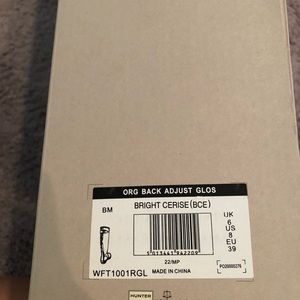 ORG BACK ADJUST GLOS
BM
BRIGHT CERISE (BCE)
UK
6
US
8
EU
39
5013441942209
22/MP
WFT1001RGL
MADE IN CHINA
HUNTER